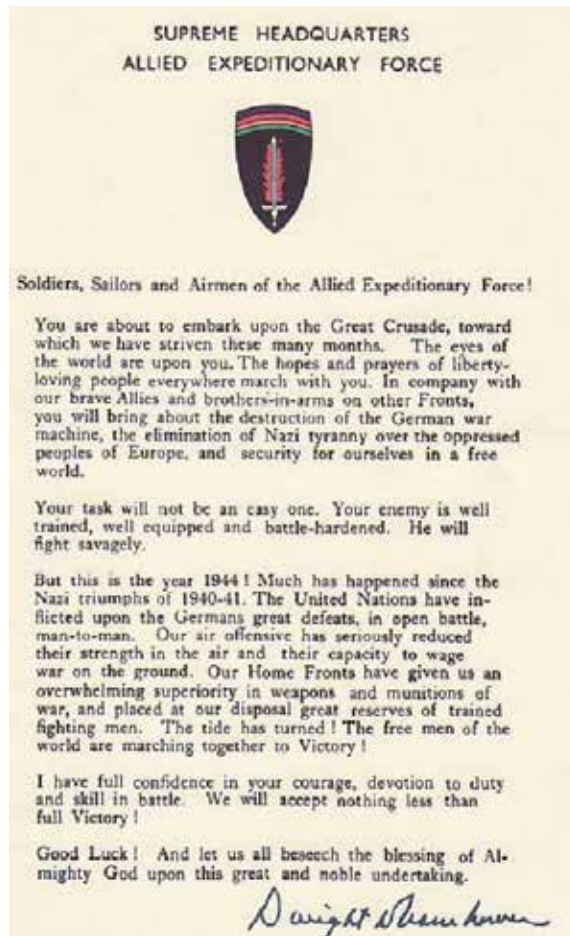 SUPREME HEADQUARTERS
ALLIED EXPEDITIONARY FORCE
Soldiers, Sailors and Airmen of the Allied Expeditionary Force!
You are about to embark upon the Great Crusade, toward
which we have striven these many months. The eyes of
the world are upon you. The hopes and prayers of liberty-
loving people everywhere march with you. In company with
our brave Allies and brothers-in-arms on other Fronts,
you will bring about the destruction of the German war
machine, the elimination of Nazi tyranny over the oppressed
peoples of Europe, and security for ourselves in a free
world.
Your task will not be an easy one. Your enemy is well
trained, well equipped and battle-hardened. He will
fight savagely.
But this is the year 1944! Much has happened since the
Nazi triumphs of 1940-41. The United Nations have in-
flicted upon the Germans great defeats, in open battle,
man-to-man. Our air offensive has seriously reduced
their strength in the air and their capacity to wage
war on the ground. Our Home Fronts have given us an
overwhelming superiority in weapons and munitions of
war, and placed at our disposal great reserves of trained
fighting men. The tide has turned! The free men of the
world are marching together to Victory!
I have full confidence in your courage, devotion to duty
and skill in battle. We will accept nothing less than
full Victory!
Good Luck! And let us all beseech the blessing of Al-
mighty God upon this great and noble undertaking.
Dwight D Eisenhower